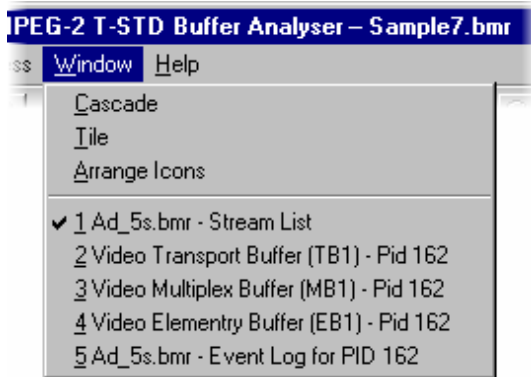 MPEG-2 T-STD Buffer Analyser – Sample7.bmr
ss Window Help
Cascade
Tile
Arrange Icons
✓ 1 Ad_5s.bmr - Stream List
2 Video Transport Buffer (TB1) - Pid 162
3 Video Multiplex Buffer (MB1) - Pid 162
4 Video Elementry Buffer (EB1) - Pid 162
5 Ad_5s.bmr - Event Log for PID 162